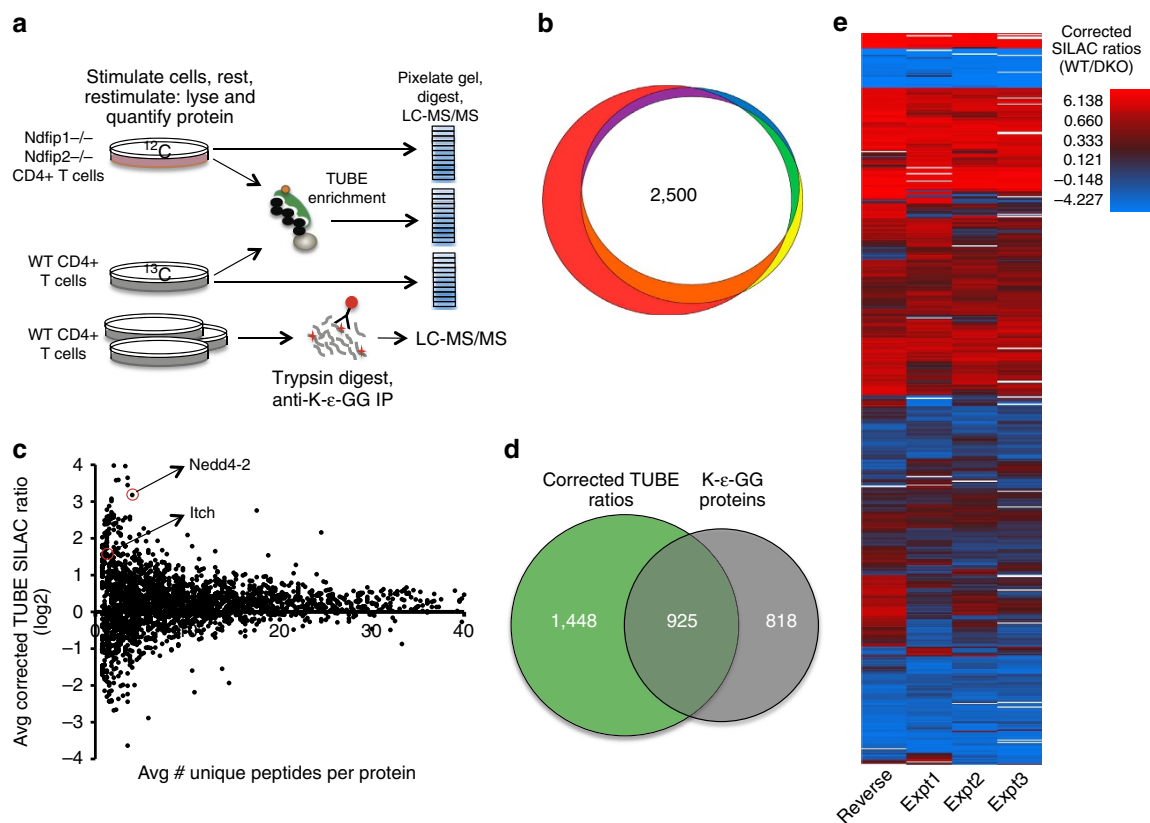 a
Stimulate cells, rest,
restimulate: lyse and
quantify protein
Pixelate gel,
digest,
LC-MS/MS
Ndfip1–/–
Ndfip2–/–
CD4+ T cells
12C
TUBE
enrichment
WT CD4+
T cells
13C
WT CD4+
T cells
LC-MS/MS
Trypsin digest,
anti-K-ε-GG IP
b
2,500
c
Avg corrected TUBE SILAC ratio
(log2)
4
3
2
1
0
–1
–2
–3
–4
Nedd4-2
Itch
0
20
30
40
Avg # unique peptides per protein
d
Corrected TUBE
ratios
K-ε-GG
proteins
1,448
925
818
e
Corrected
SILAC ratios
(WT/DKO)
6.138
0.660
0.333
0.121
–0.148
–4.227
Reverse
Expt1
Expt2
Expt3